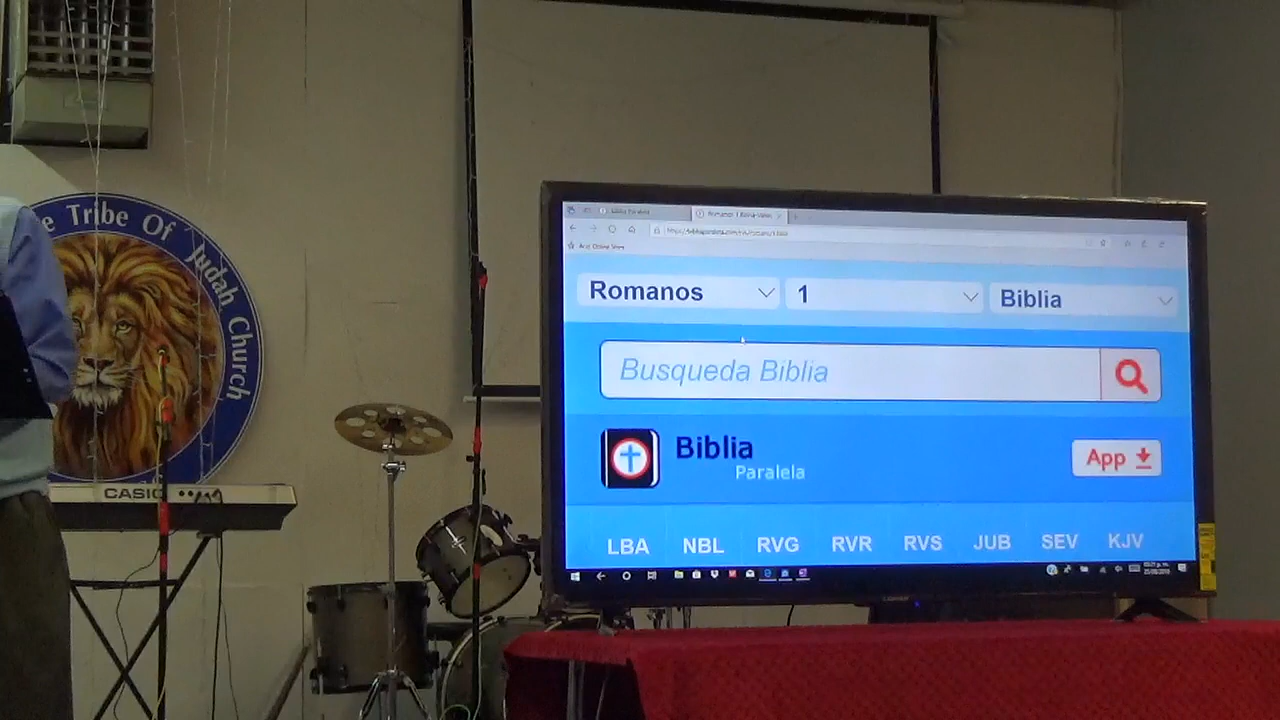 e Tribe Of Judah Church
CASIO
Romanos
1
Biblia
Busqueda Biblia
Biblia
Paralela
App
LBA NBL RVG RVR RVS JUB SEV KJV